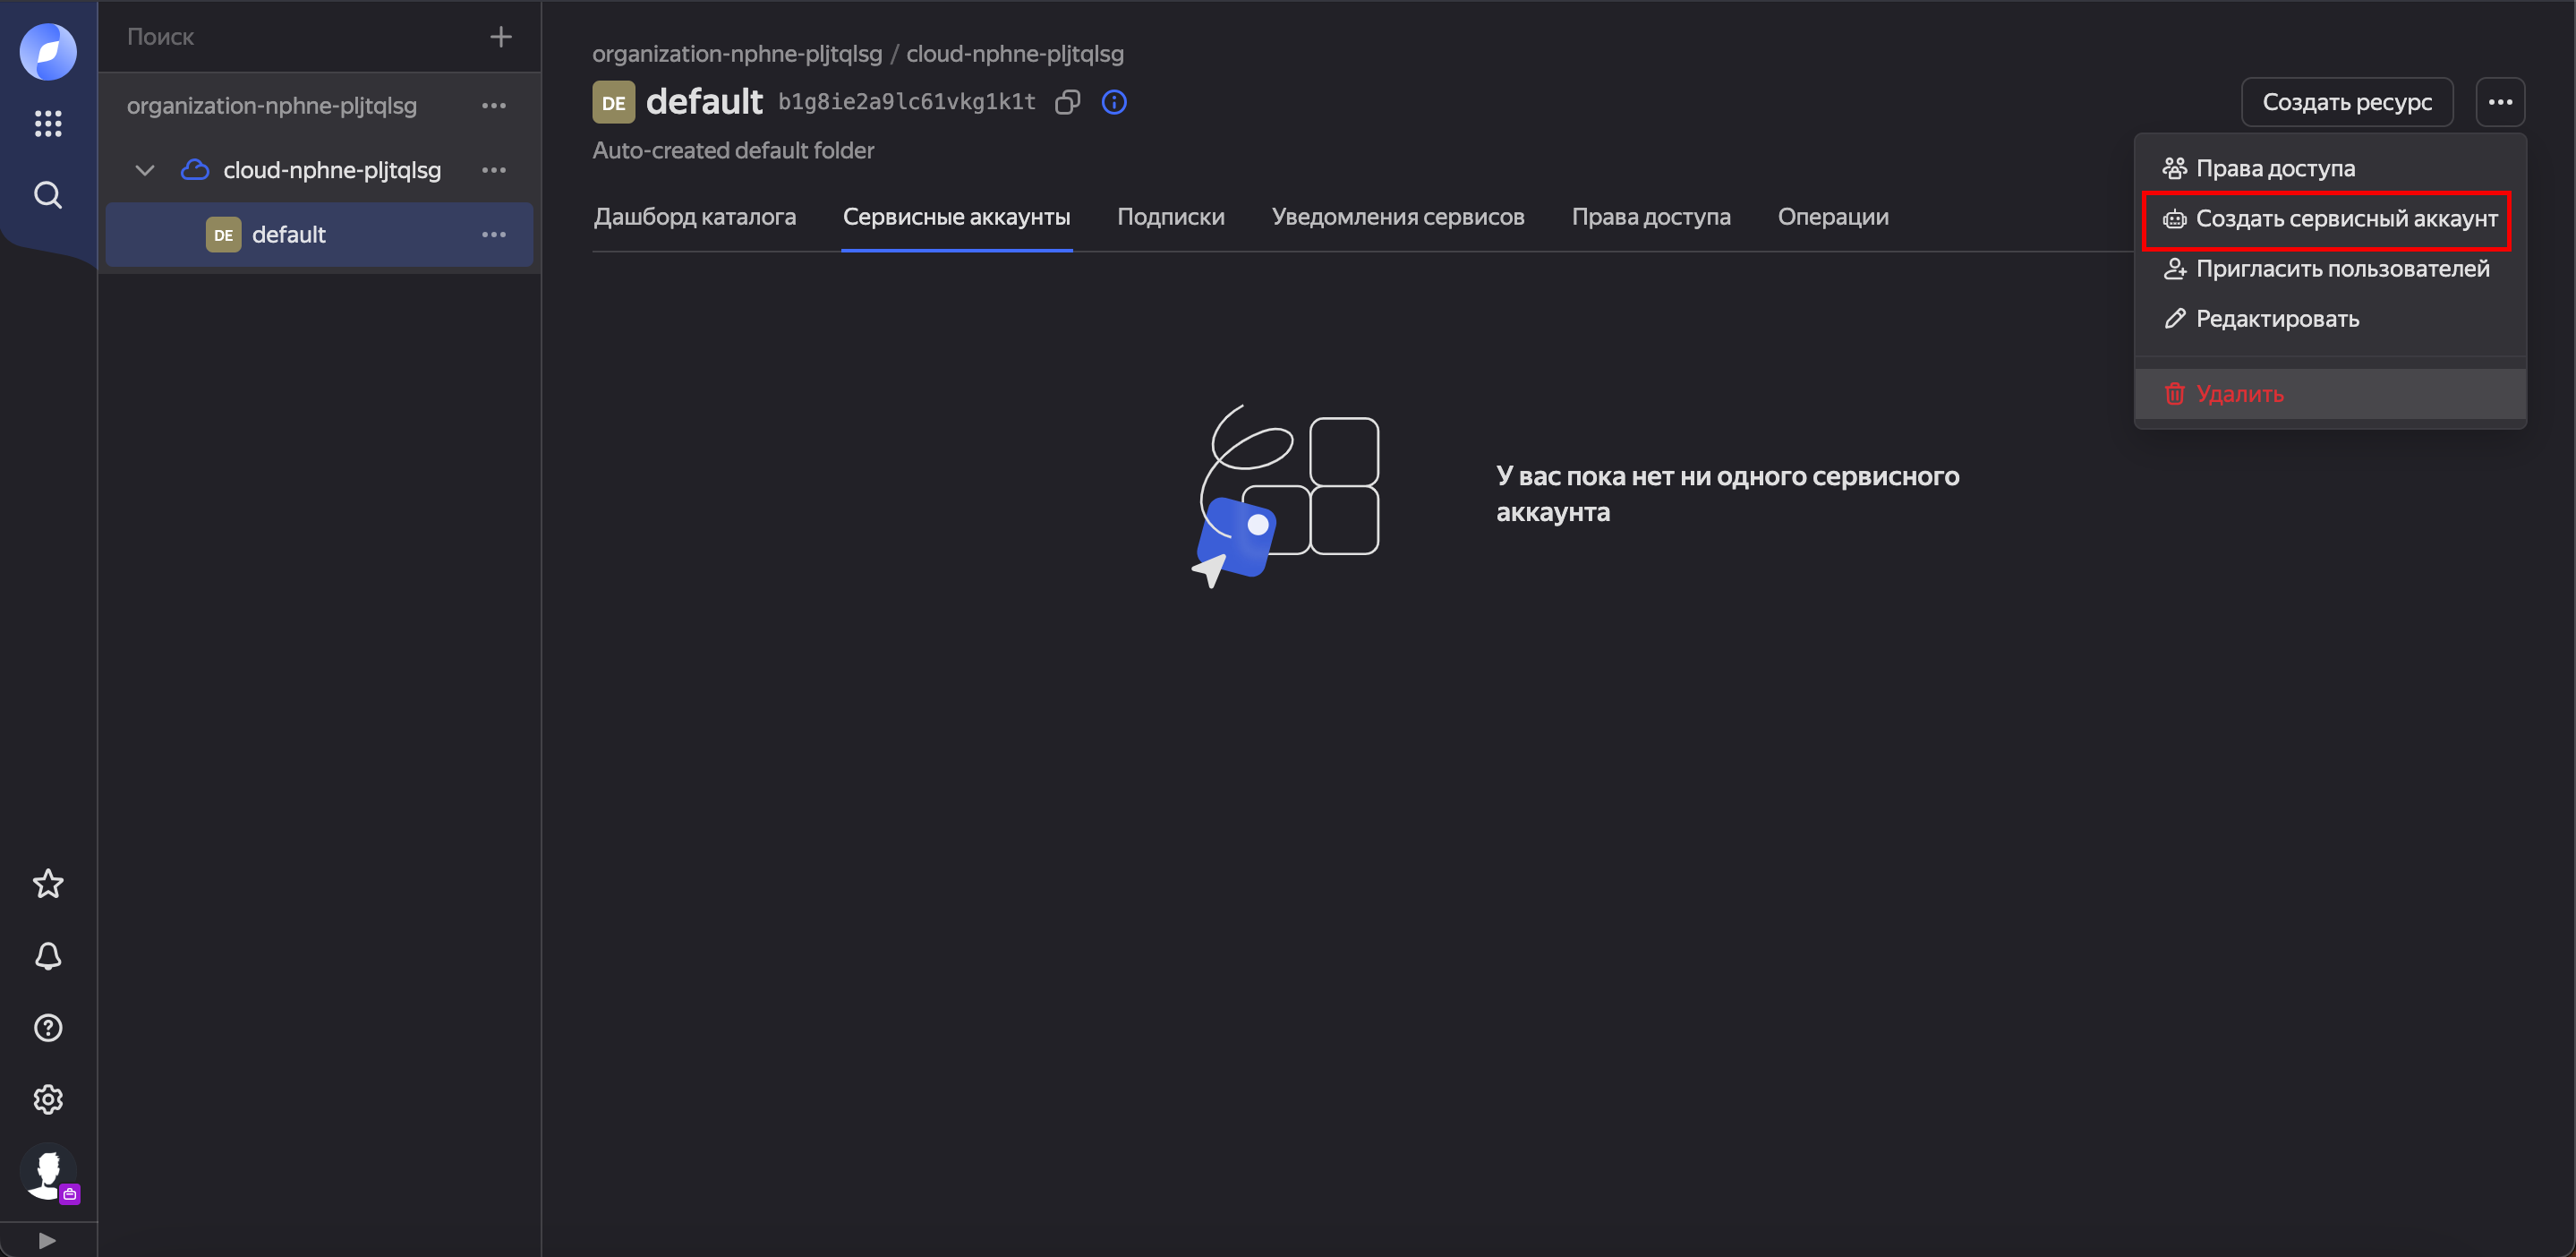 Поиск
organization-nphne-pljtqlsg
cloud-nphne-pljtqlsg
DE default
organization-nphne-pljtqlsg / cloud-nphne-pljtqlsg
DE default b1g8ie2a9lc61vkg1k1t
Auto-created default folder
Создать ресурс
Дашборд каталога Сервисные аккаунты Подписки Уведомления сервисов Права доступа Операции
Права доступа
Создать сервисный аккаунт
Пригласить пользователей
Редактировать
Удалить
У вас пока нет ни одного сервисного
аккаунта